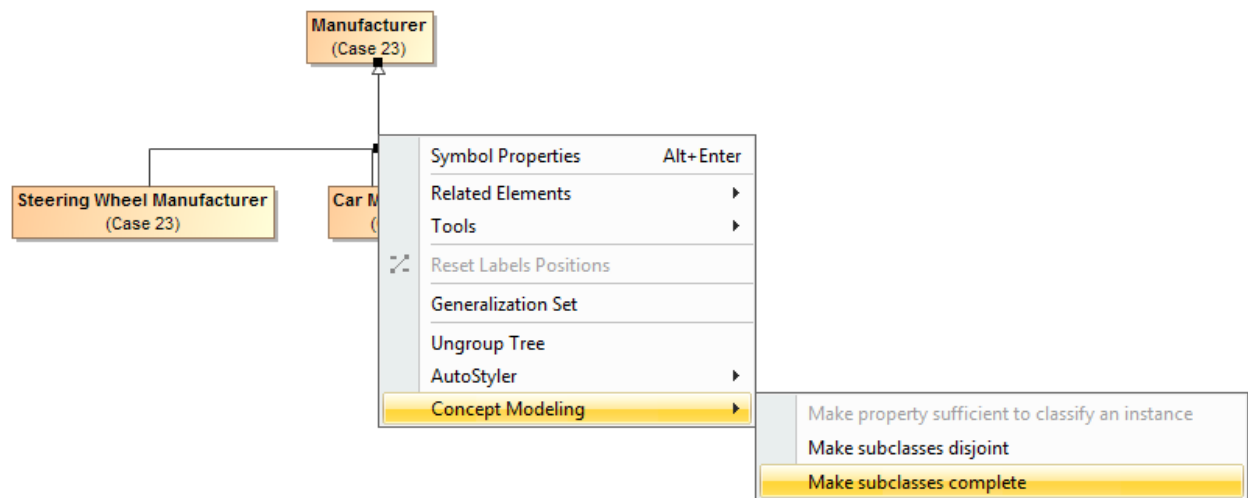 Manufacturer
(Case 23)
Steering Wheel Manufacturer
(Case 23)
Car
Symbol Properties Alt+Enter
Related Elements
Tools
Reset Labels Positions
Generalization Set
Ungroup Tree
AutoStyler
Concept Modeling
Make property sufficient to classify an instance
Make subclasses disjoint
Make subclasses complete